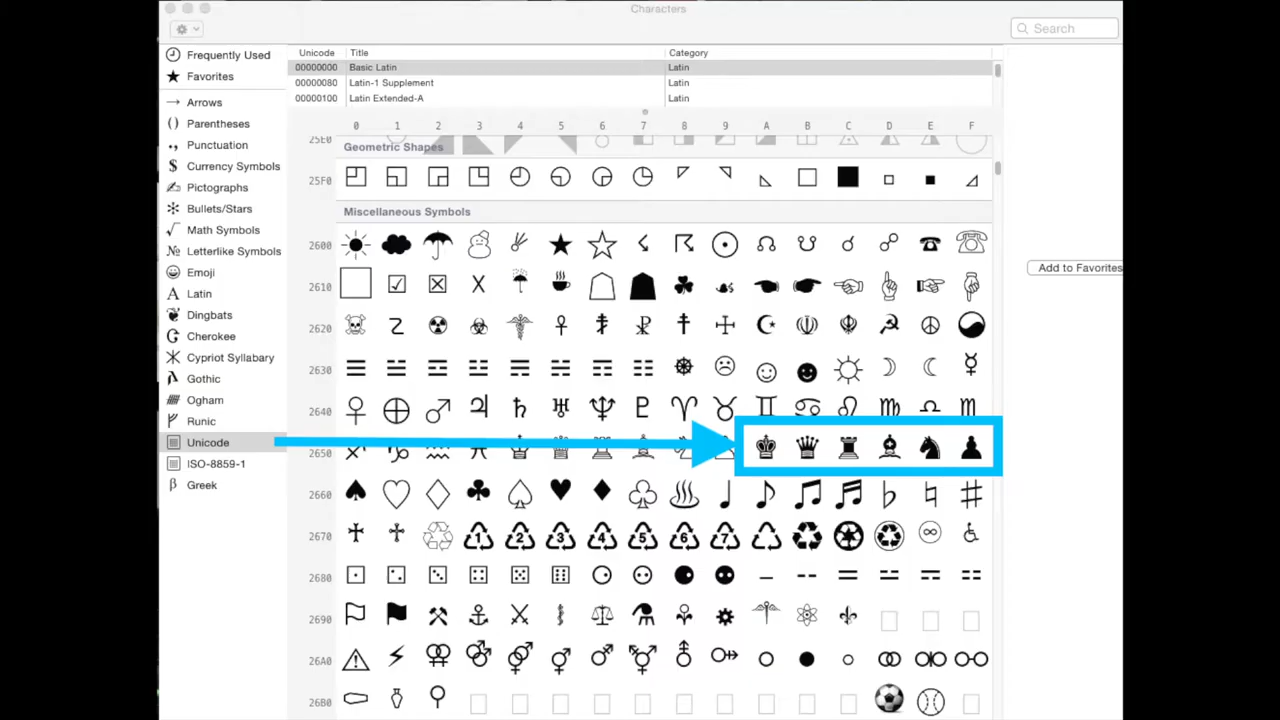 Characters
Search
Frequently Used
Favorites
Arrows
Parentheses
Punctuation
Currency Symbols
Pictographs
Bullets/Stars
Math Symbols
Letterlike Symbols
Emoji
Latin
Dingbats
Cherokee
Cypriot Syllabary
Gothic
Ogham
Runic
Unicode
ISO-8859-1
Greek
Unicode Title Category
00000000 Basic Latin Latin
00000080 Latin-1 Supplement Latin
00000100 Latin Extended-A Latin
0 1 2 3 4 5 6 7 8 9 A B C D E F
25E0
Geometric Shapes
25F0
Miscellaneous Symbols
2600
2610
2620
2630
2640
2650
2660
2670
2680
2690
26A0
26B0
Add to Favorites